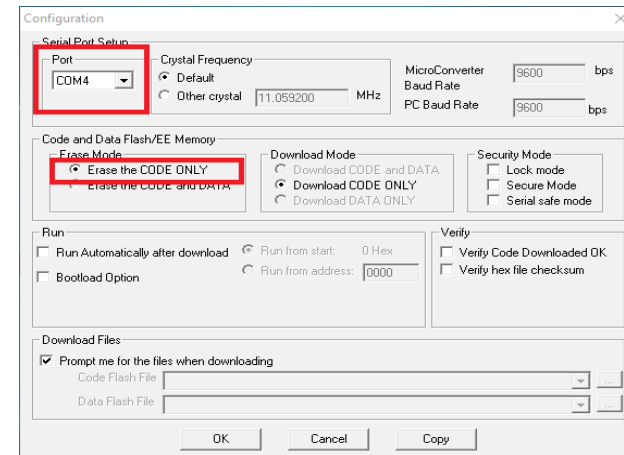 Configuration
Serial Port Setup
Port
COM4
Crystal Frequency
Default
Other crystal 11.059200 MHz
MicroConverter Baud Rate 9600 bps
PC Baud Rate 9600 bps
Code and Data Flash/EE Memory
Erase Mode
Erase the CODE ONLY
Erase the CODE and DATA
Download Mode
Download CODE and DATA
Download CODE ONLY
Download DATA ONLY
Security Mode
Lock mode
Secure Mode
Serial safe mode
Run
Run Automatically after download
Bootload Option
Run from start: 0 Hex
Run from address: 0000
Verify
Verify Code Downloaded OK
Verify hex file checksum
Download Files
Prompt me for the files when downloading
Code Flash File
...
Data Flash File
...
OK Cancel Copy